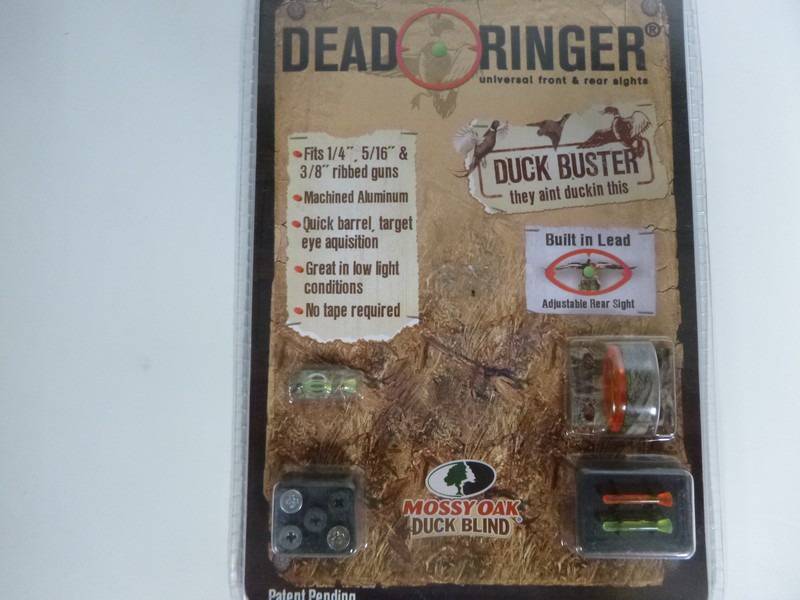 DEAD RINGER®
universal front & rear sights
Fits 1/4", 5/16" &
3/8" ribbed guns
Machined Aluminum
Quick barrel, target
eye aquisition
Great in low light
conditions
No tape required
DUCK BUSTER
they aint duckin this
Built in Lead
Adjustable Rear Sight
MOSSY OAK
DUCK BLIND®
Patent Pending